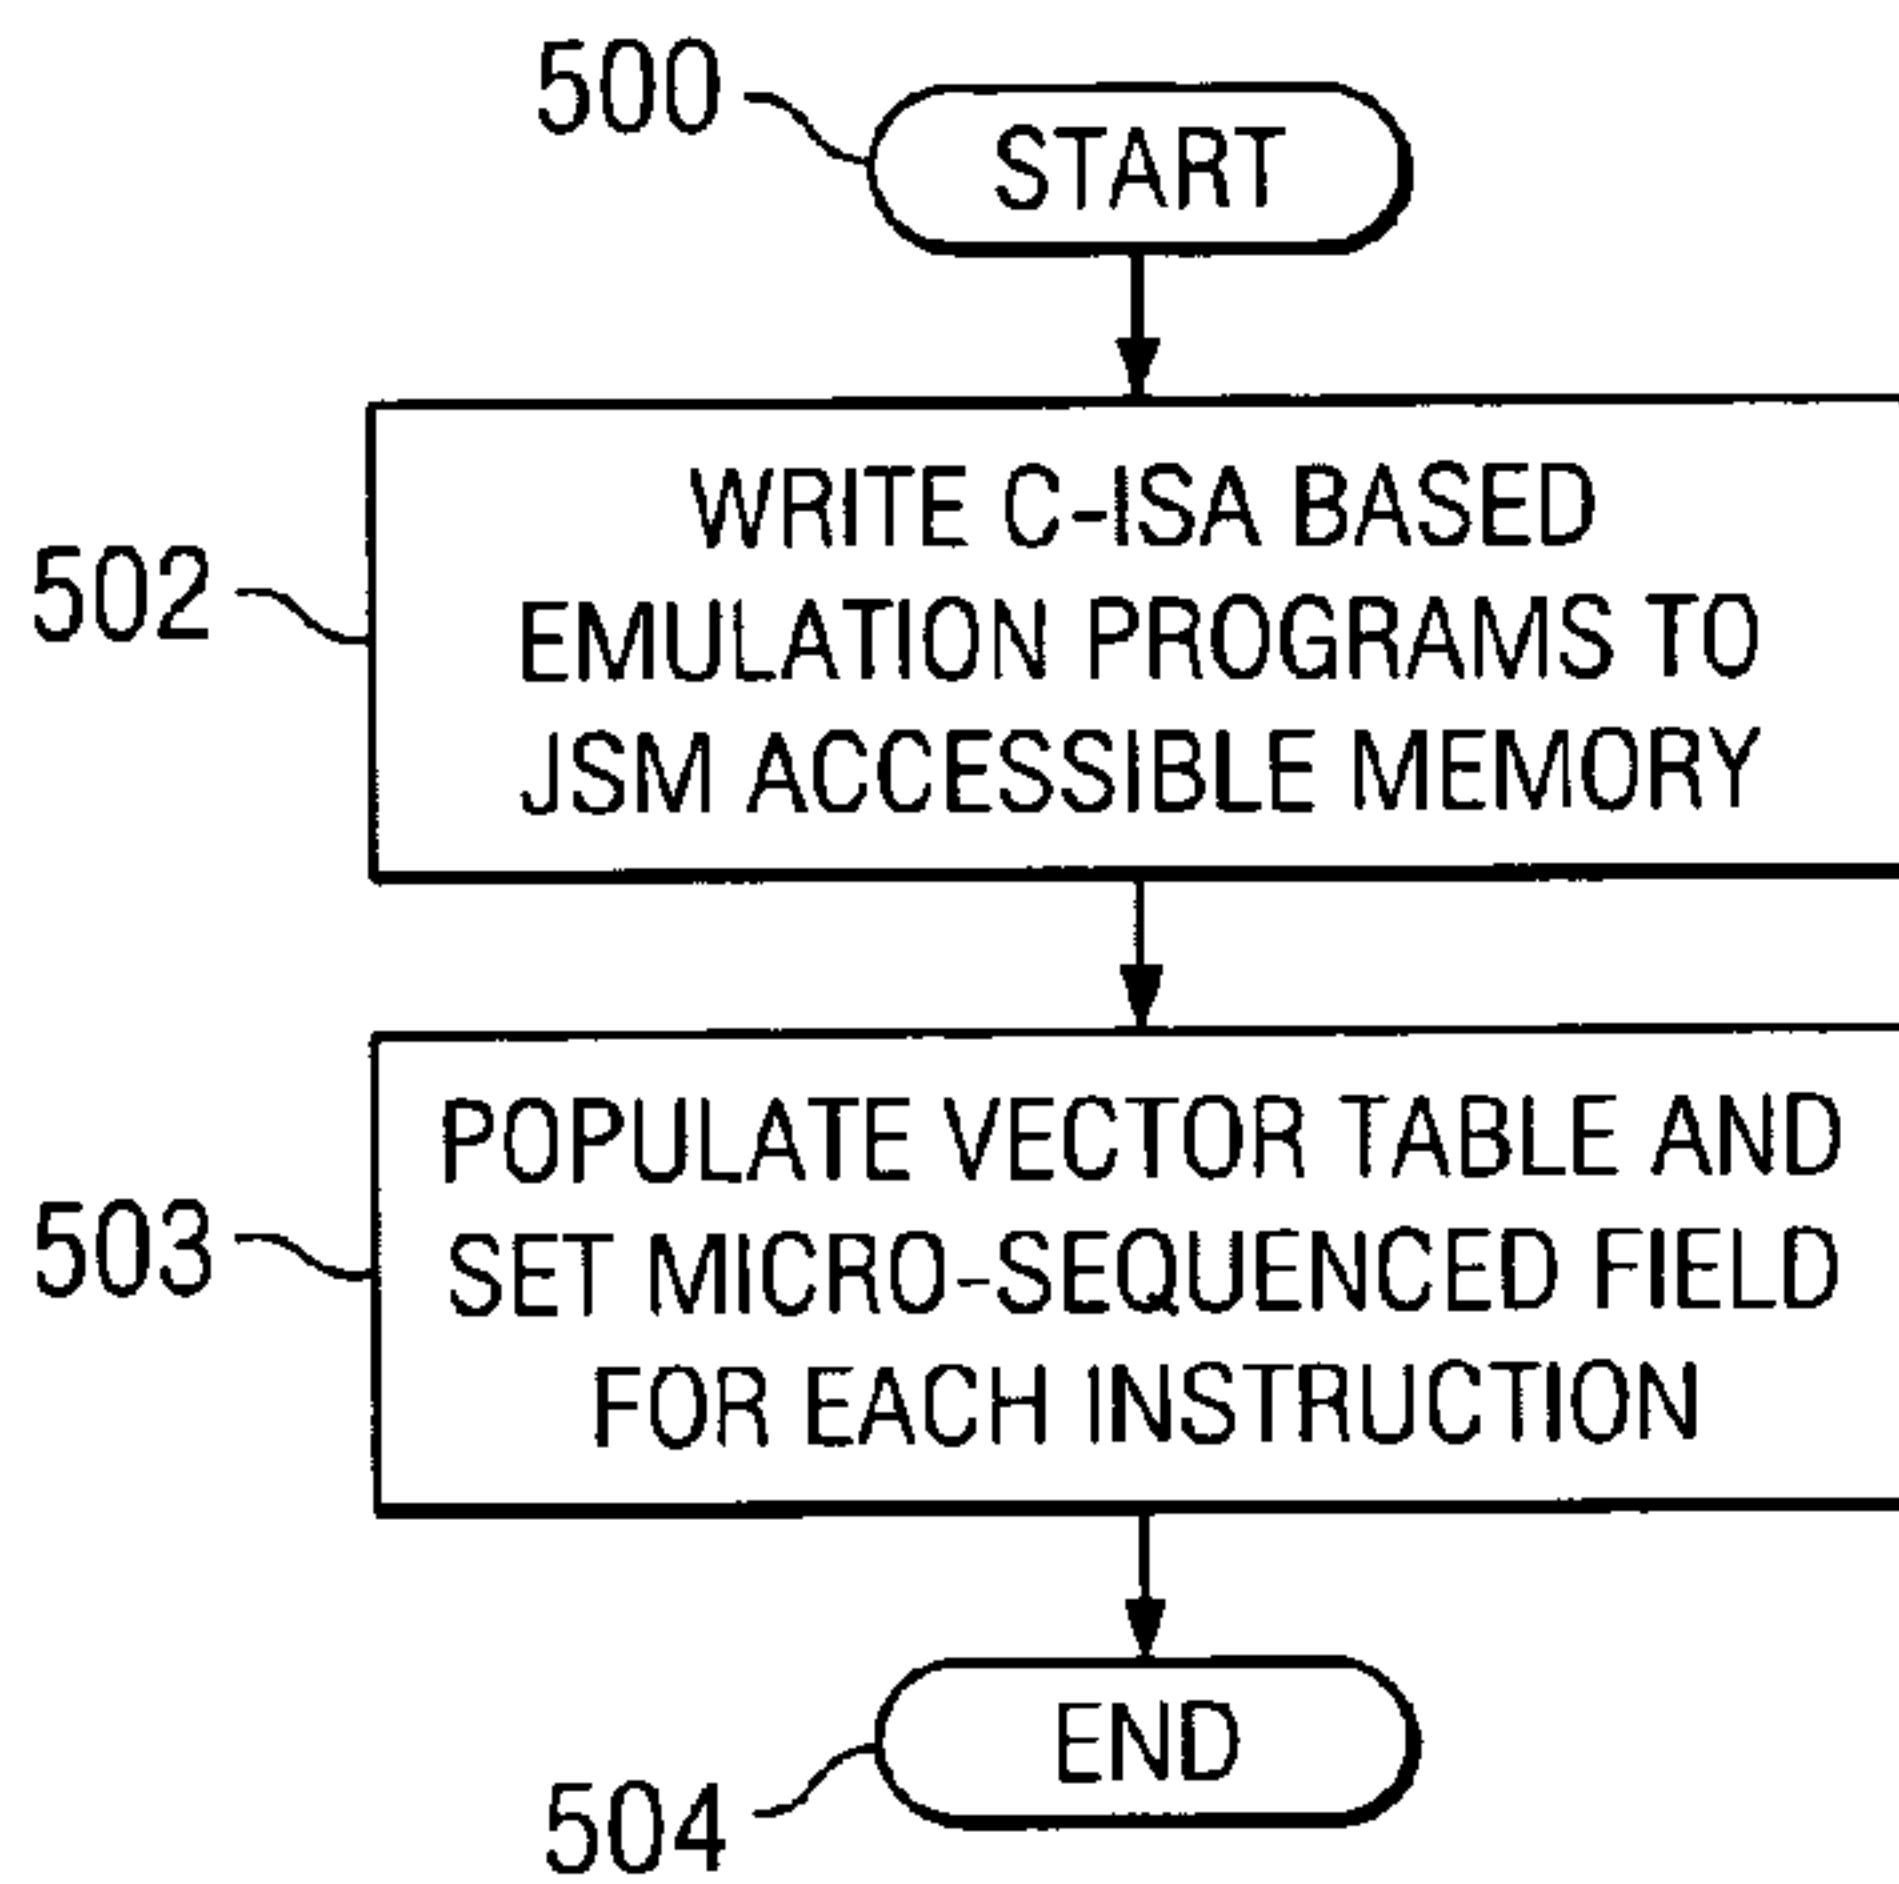 500
START
502
WRITE C-ISA BASED
EMULATION PROGRAMS TO
JSM ACCESSIBLE MEMORY
503
POPULATE VECTOR TABLE AND
SET MICRO-SEQUENCED FIELD
FOR EACH INSTRUCTION
END
504